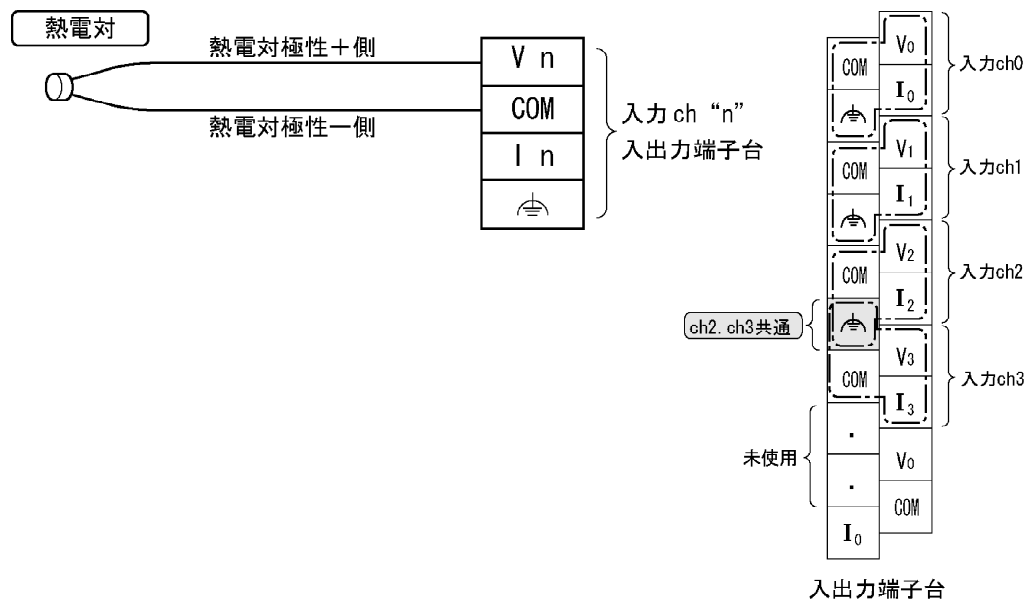 熱電対
熱電対極性＋側
熱電対極性－側
V n
COM
I n
入力 ch “n”
入出力端子台
V0
I0
COM
入力ch0
V1
I1
COM
入力ch1
V2
I2
COM
入力ch2
ch2. ch3共通
V3
I3
COM
入力ch3
未使用
V0
COM
I0
入出力端子台